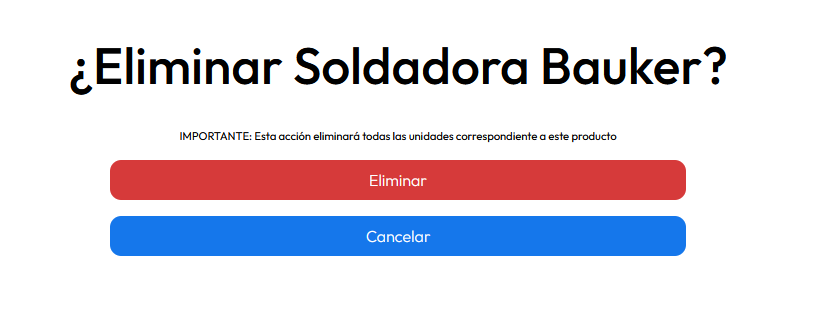 ¿Eliminar Soldadora Bauker?
IMPORTANTE: Esta acción eliminará todas las unidades correspondiente a este producto
Eliminar
Cancelar